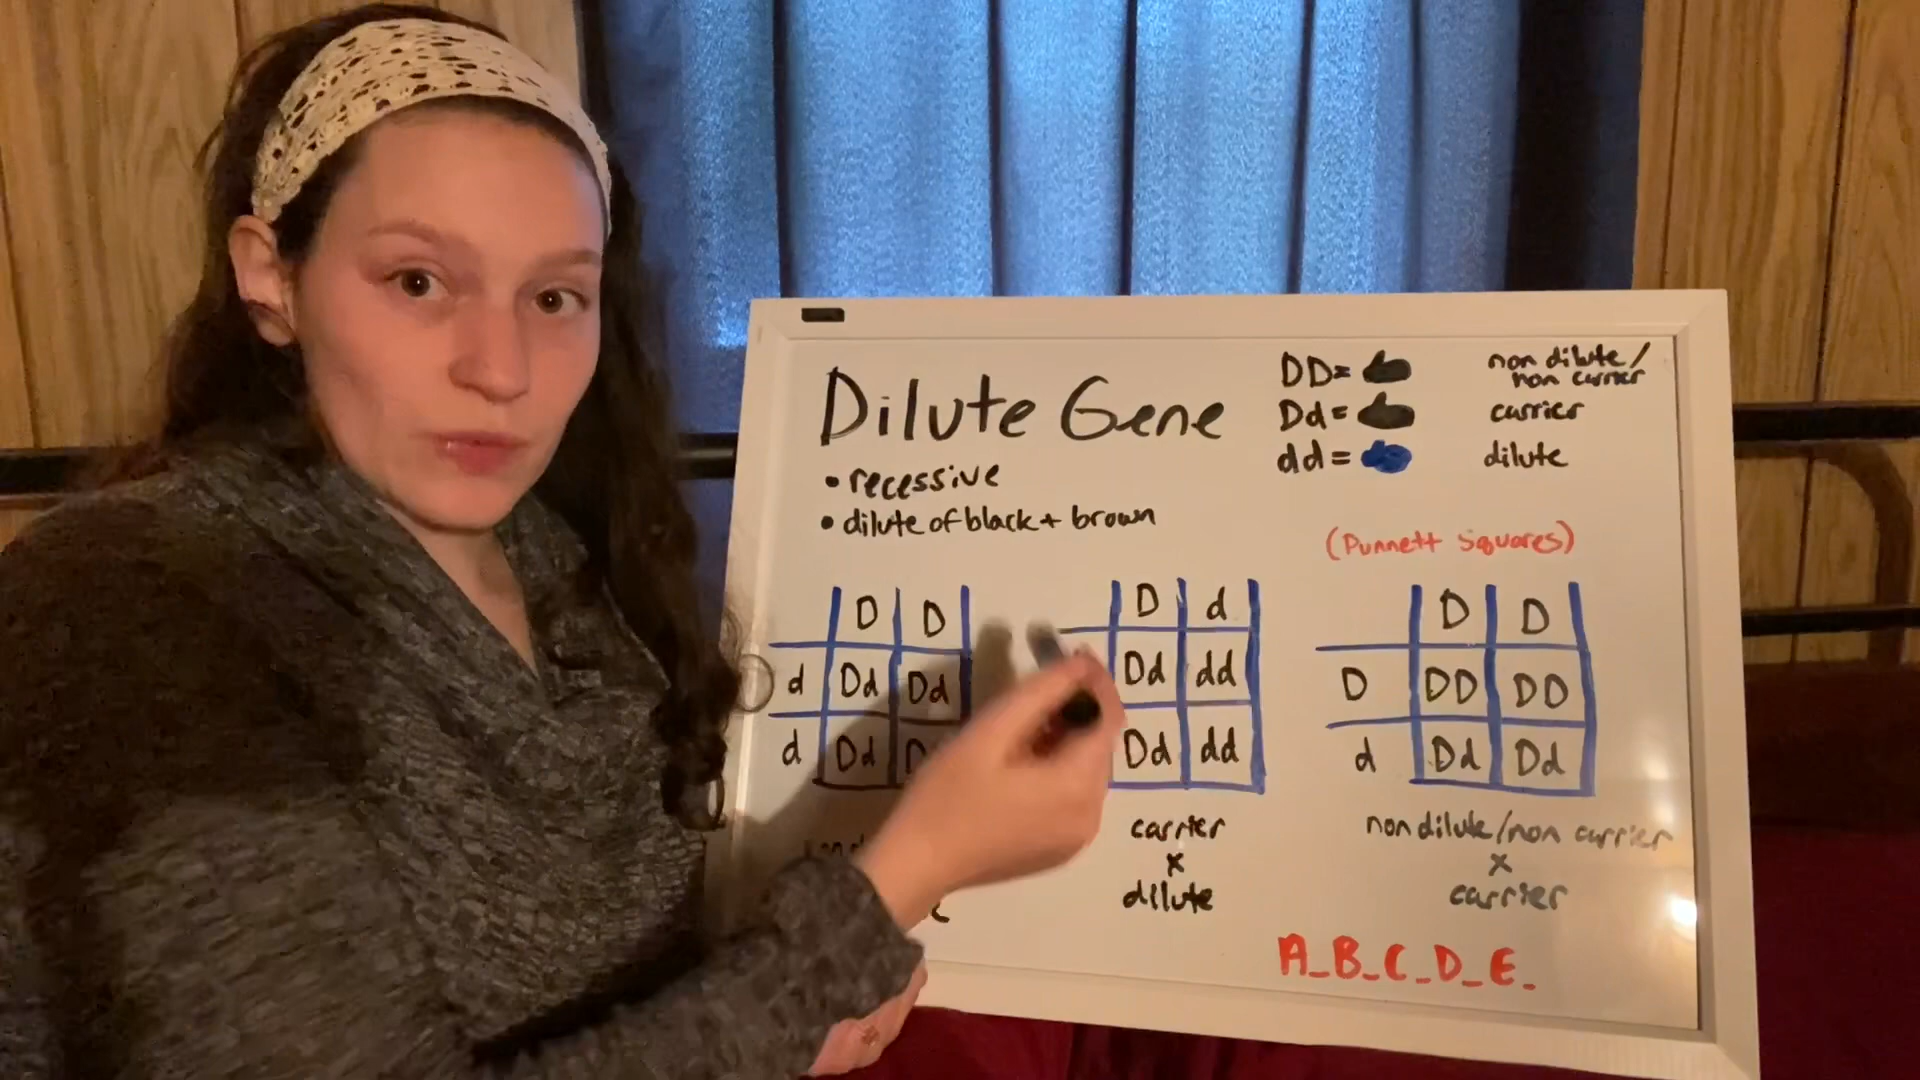 Dilute Gene
• recessive
• dilute of black + brown
DD= non dilute/
non carrier
Dd= carrier
dd= dilute
(Punnett Squares)
D D
d Dd Dd
d Dd
D d
Dd dd
Dd dd
carrier
x
dilute
D D
D DD DD
d Dd Dd
non dilute/non carrier
x
carrier
A_B_C_D_E_